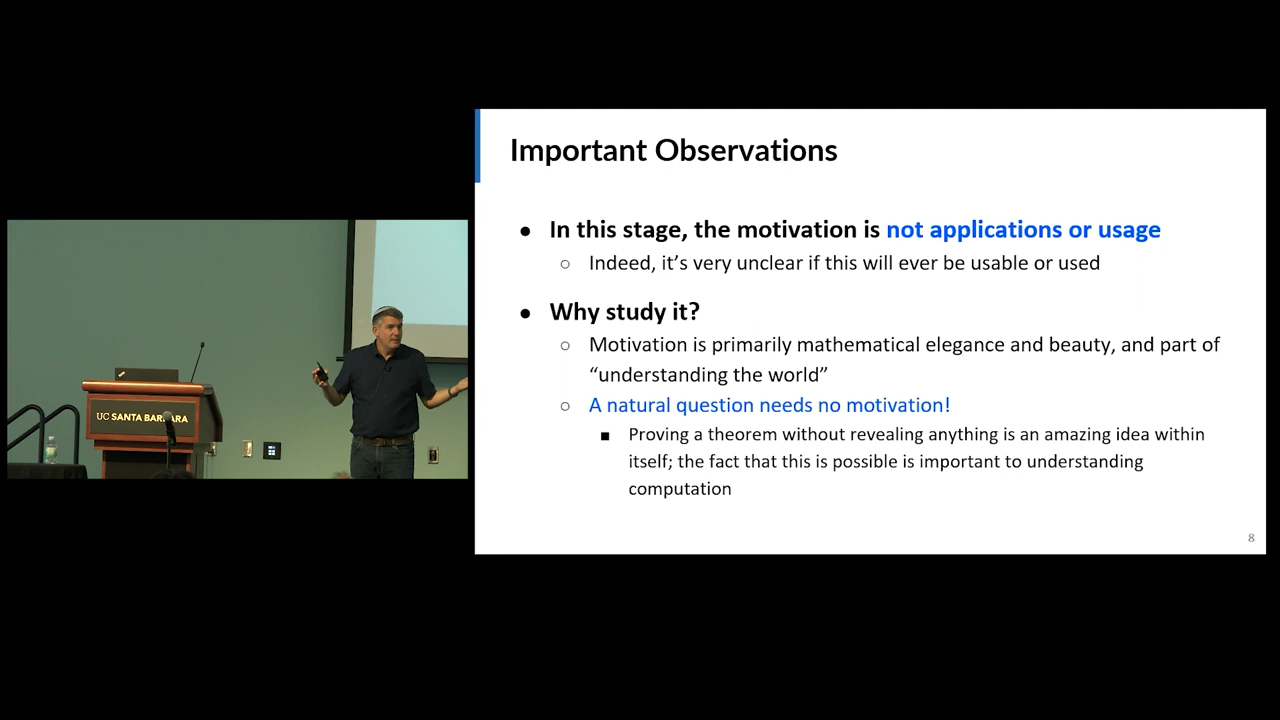 Important Observations
● In this stage, the motivation is not applications or usage
○ Indeed, it’s very unclear if this will ever be usable or used
● Why study it?
○ Motivation is primarily mathematical elegance and beauty, and part of
“understanding the world”
○ A natural question needs no motivation!
■ Proving a theorem without revealing anything is an amazing idea within
itself; the fact that this is possible is important to understanding
computation
8
UC SANTA BARBARA